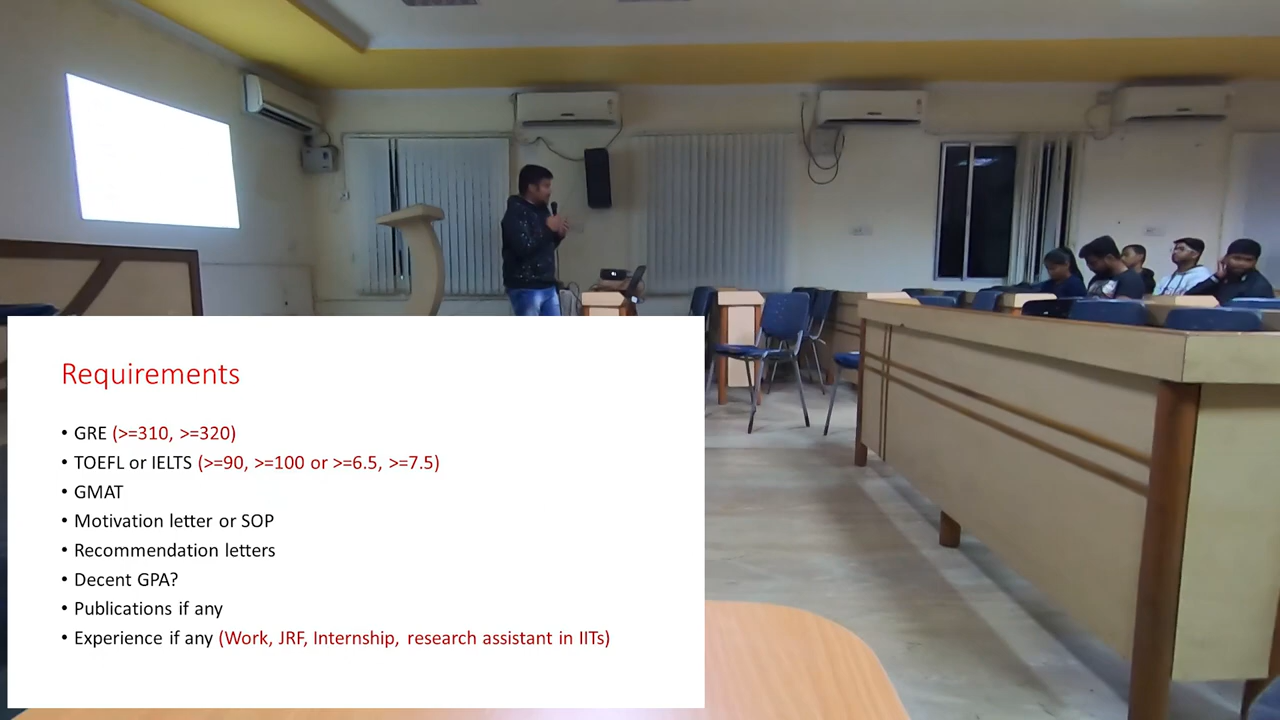 Requirements
• GRE (>=310, >=320)
• TOEFL or IELTS (>=90, >=100 or >=6.5, >=7.5)
• GMAT
• Motivation letter or SOP
• Recommendation letters
• Decent GPA?
• Publications if any
• Experience if any (Work, JRF, Internship, research assistant in IITs)